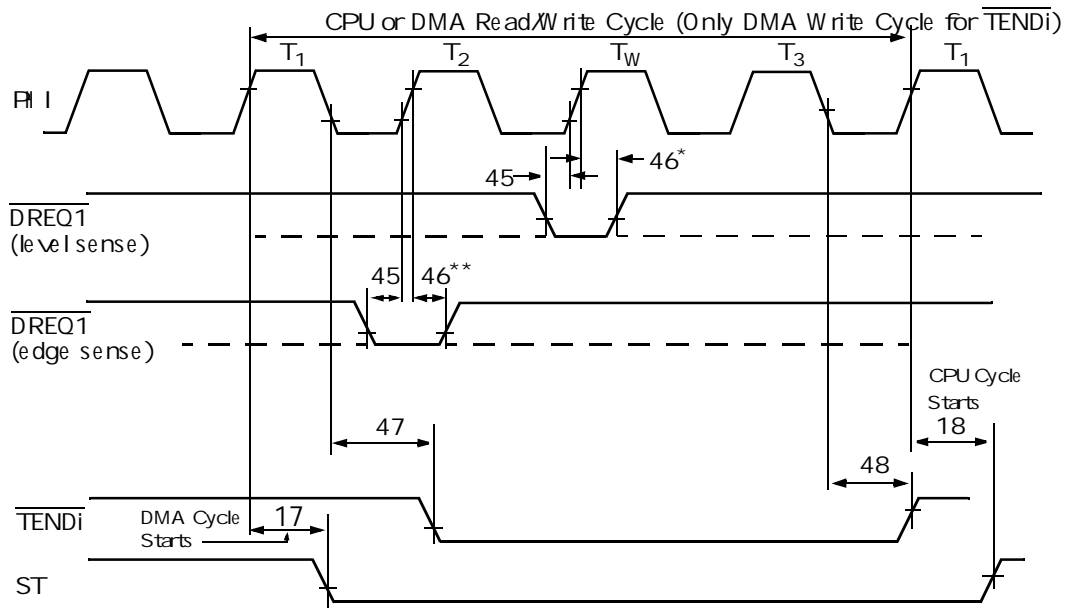 CPU or DMA Read/Write Cycle (Only DMA Write Cycle for TENDi)
T1 T2 TW T3 T1
PHI
45 46*
DREQ1
(level sense)
45 46**
DREQ1
(edge sense)
CPU Cycle
Starts
47 18
48
TENDi
DMA Cycle
Starts
17
ST